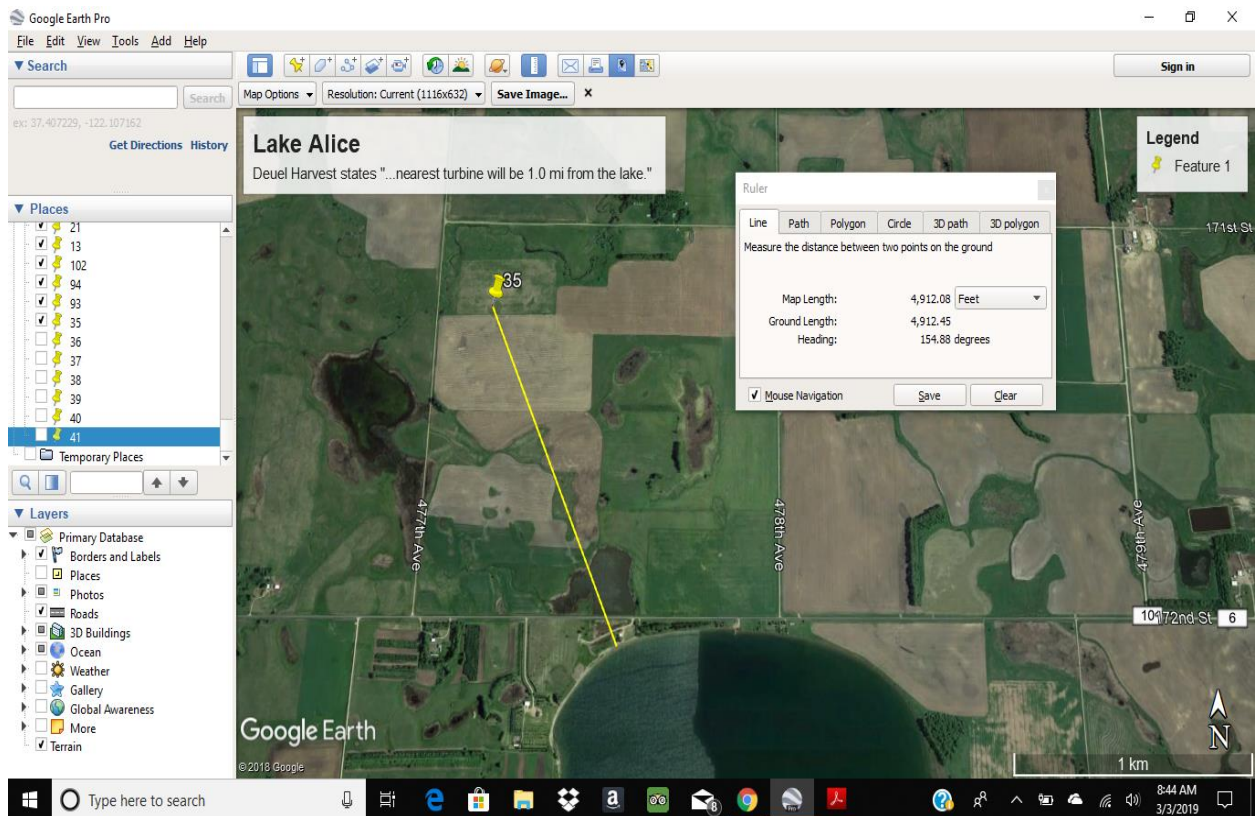 Google Earth Pro
File Edit View Tools Add Help
Search
Search
ex: 37.407229, -122.107162
Get Directions History
Places
21
13
102
94
93
35
36
37
38
39
40
41
Temporary Places
Layers
Primary Database
Borders and Labels
Places
Photos
Roads
3D Buildings
Ocean
Weather
Gallery
Global Awareness
More
Terrain
Sign in
Map Options Resolution: Current (1116x632) Save Image...
Lake Alice
Deuel Harvest states "...nearest turbine will be 1.0 mi from the lake."
Legend
Feature 1
Ruler
Line Path Polygon Circle 3D path 3D polygon
Measure the distance between two points on the ground
Map Length: 4,912.08 Feet
Ground Length: 4,912.45
Heading: 154.88 degrees
Mouse Navigation Save Clear
35
171st St
477th Ave
478th Ave
479th Ave
172nd St 6
Google Earth
© 2018 Google
N
1 km
Type here to search
8
8:44 AM
3/3/2019